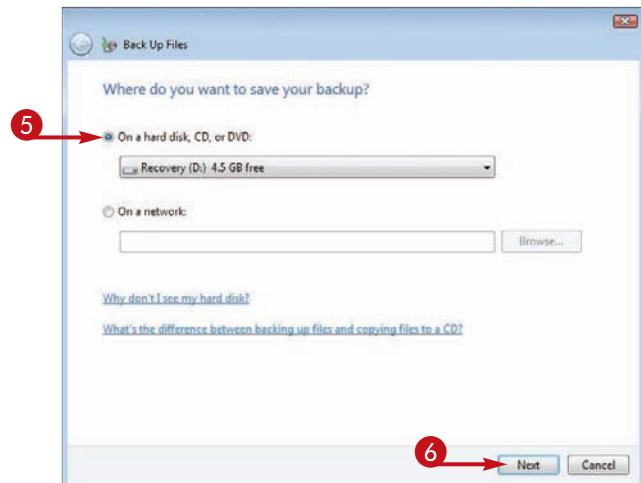 Back Up Files
Where do you want to save your backup?
5
On a hard disk, CD, or DVD:
Recovery (D:) 4.5 GB free
On a network:
Browse...
Why don't I see my hard disk?
What's the difference between backing up files and copying files to a CD?
6
Next Cancel